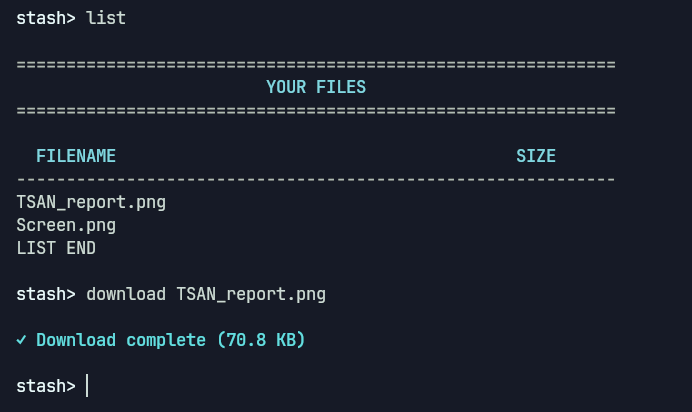 stash> list
============================================================
YOUR FILES
============================================================
FILENAME SIZE
------------------------------------------------------------
TSAN_report.png
Screen.png
LIST END
stash> download TSAN_report.png
✓ Download complete (70.8 KB)
stash>